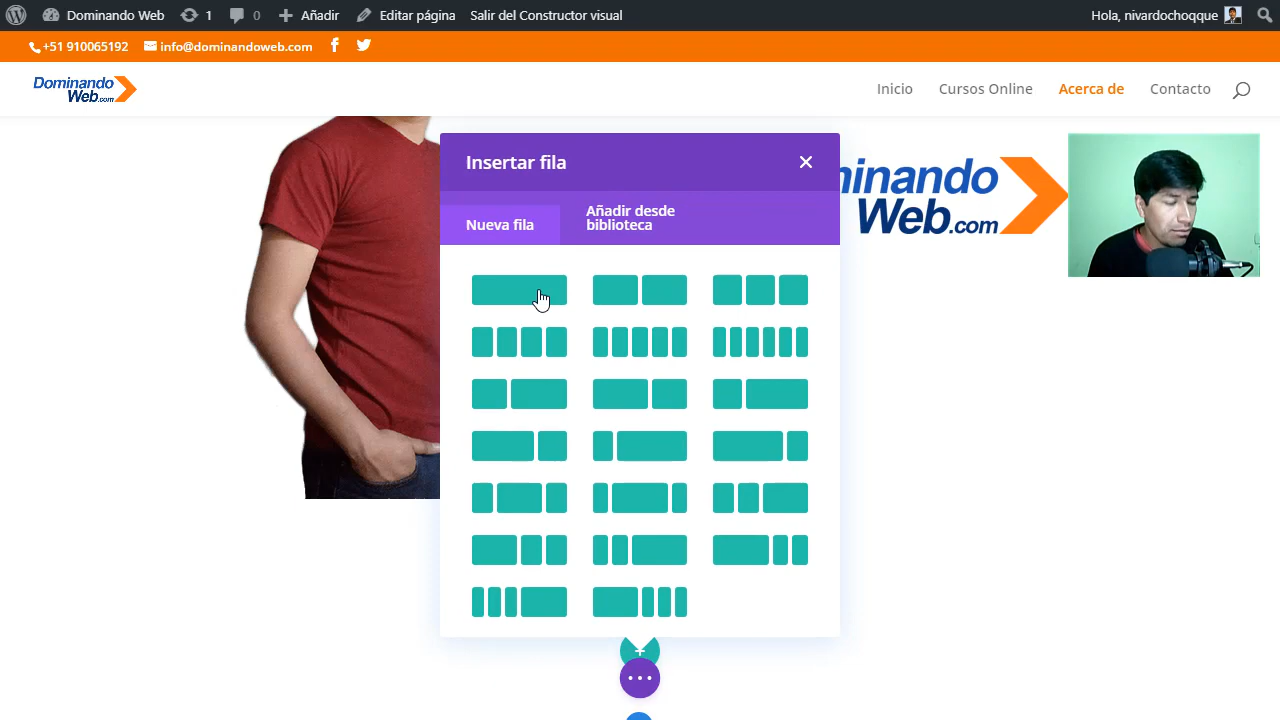 Dominando Web
1
0
Añadir
Editar página
Salir del Constructor visual
Hola, nivardochoqque
+51 910065192
info@dominandoweb.com
Dominando
Web.com
Inicio
Cursos Online
Acerca de
Contacto
Insertar fila
Nueva fila
Añadir desde
biblioteca
minando
Web.com